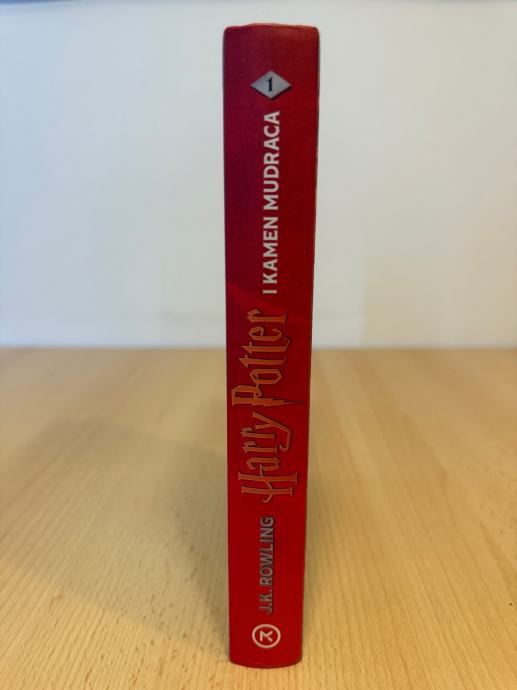 J.K. ROWLING
Harry Potter
I KAMEN MUDRACA
1